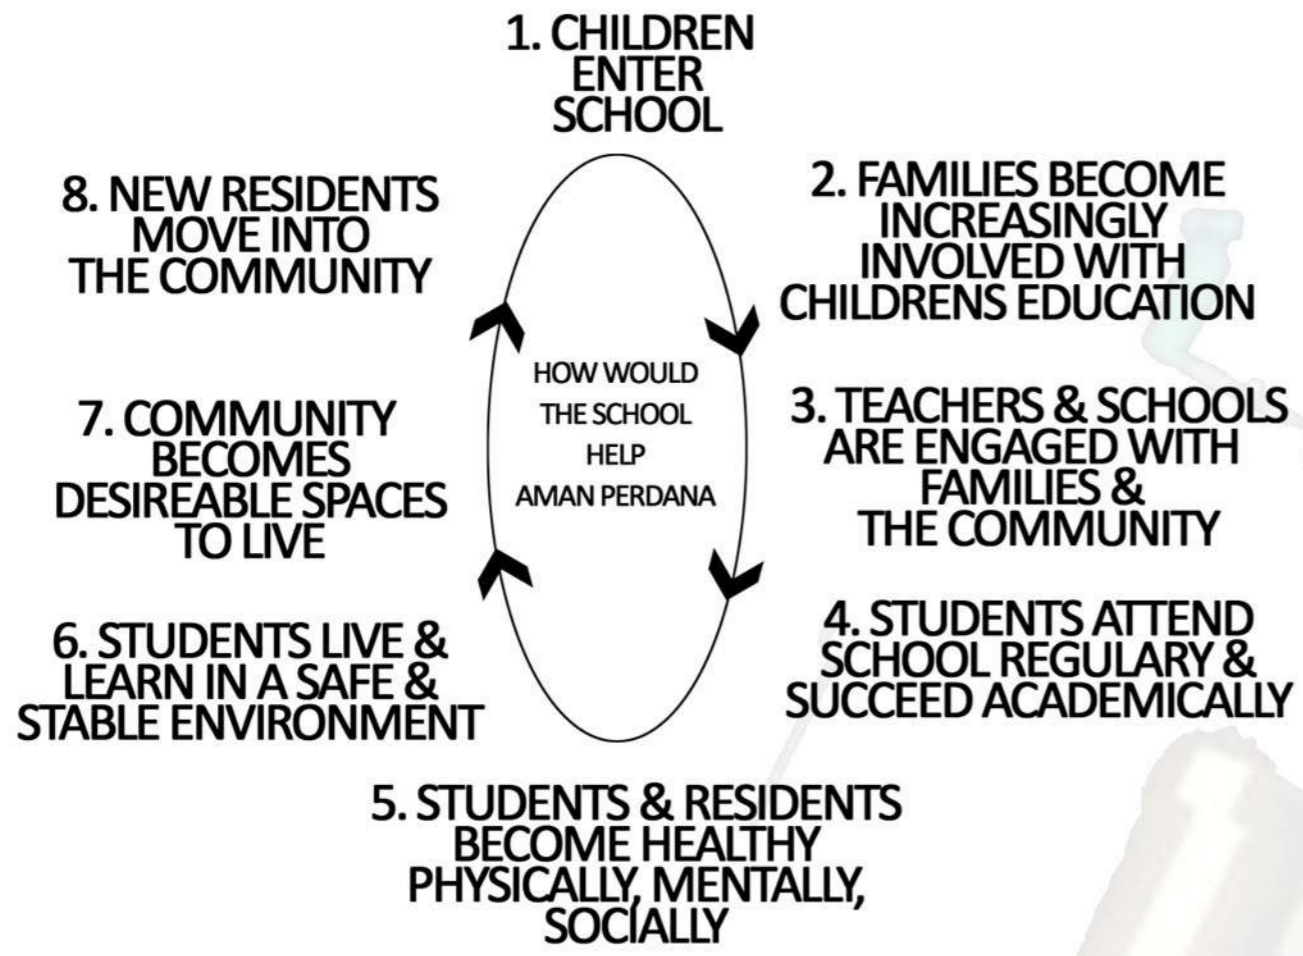 1. CHILDREN
ENTER
SCHOOL
2. FAMILIES BECOME
INCREASINGLY
INVOLVED WITH
CHILDRENS EDUCATION
3. TEACHERS & SCHOOLS
ARE ENGAGED WITH
FAMILIES &
THE COMMUNITY
4. STUDENTS ATTEND
SCHOOL REGULARY &
SUCCEED ACADEMICALLY
5. STUDENTS & RESIDENTS
BECOME HEALTHY
PHYSICALLY, MENTALLY,
SOCIALLY
6. STUDENTS LIVE &
LEARN IN A SAFE &
STABLE ENVIRONMENT
7. COMMUNITY
BECOMES
DESIREABLE SPACES
TO LIVE
8. NEW RESIDENTS
MOVE INTO
THE COMMUNITY
HOW WOULD
THE SCHOOL
HELP
AMAN PERDANA